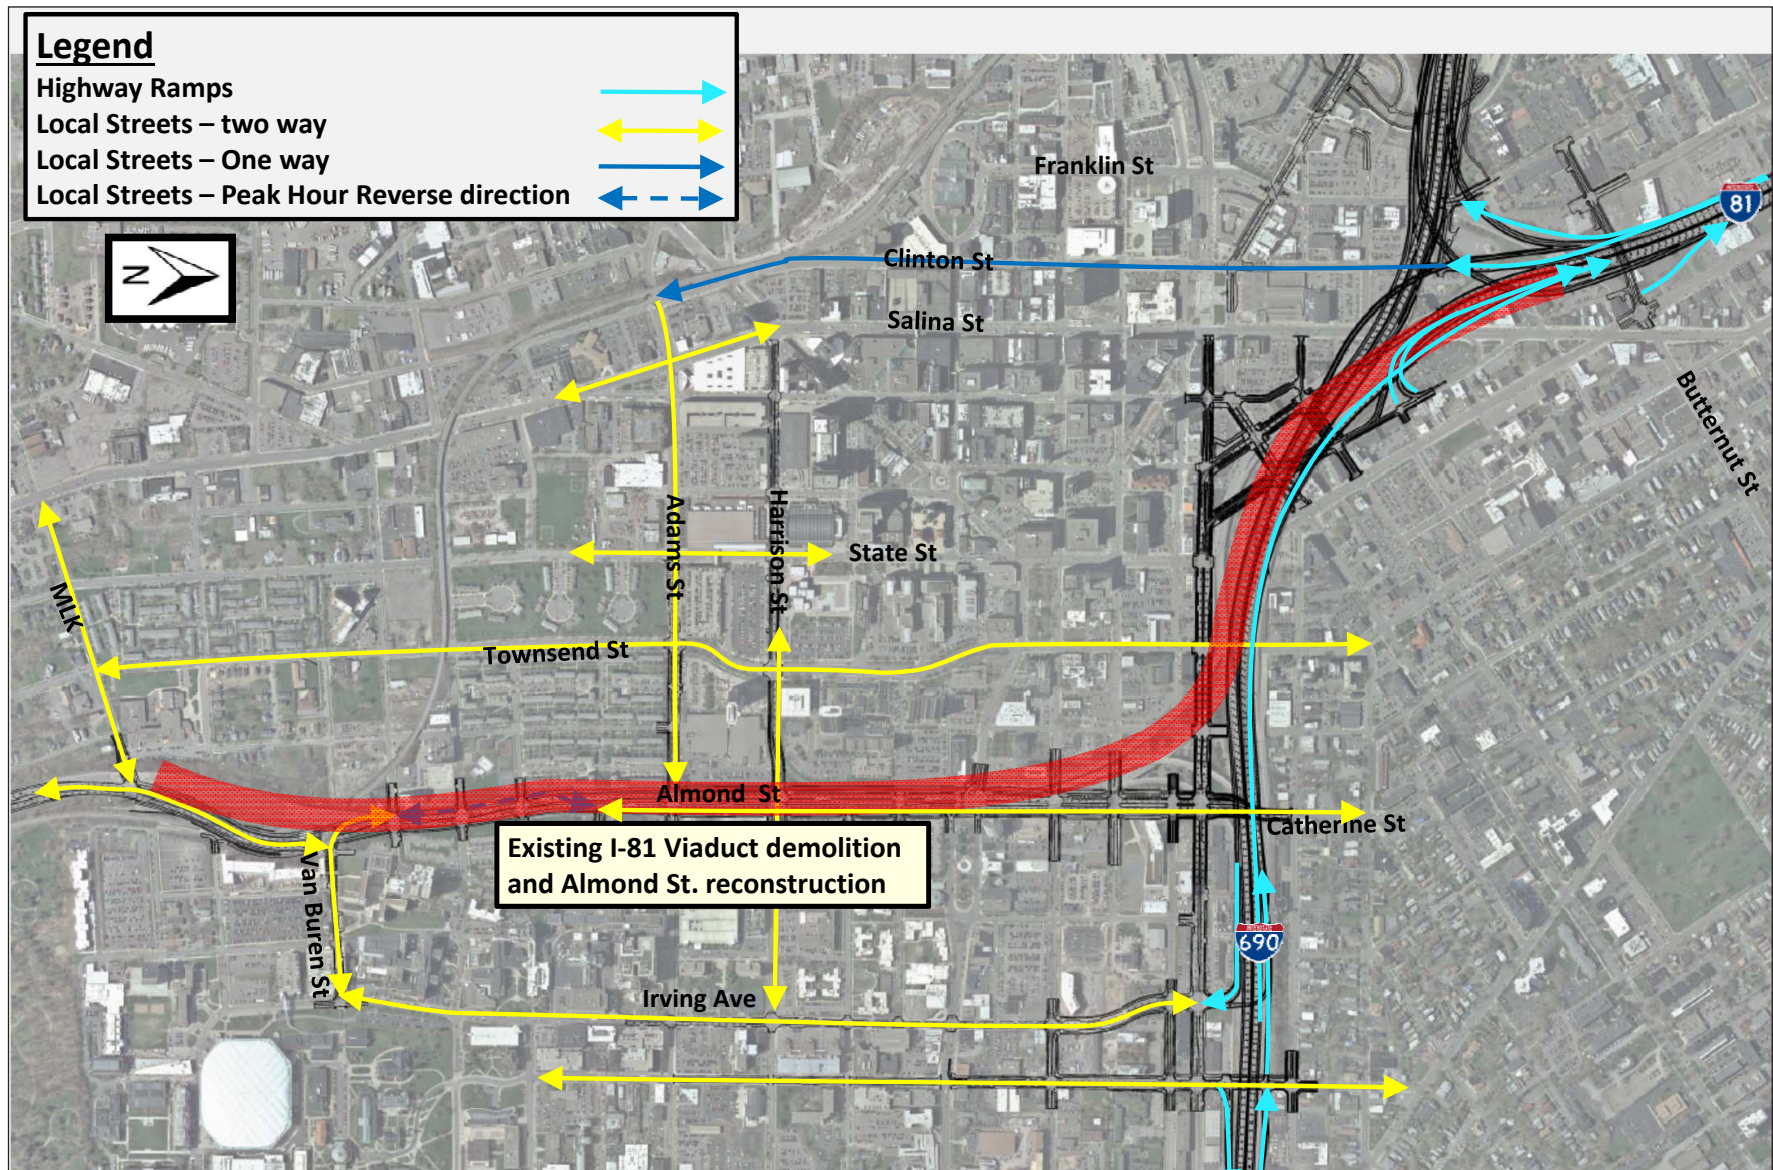 Legend
Highway Ramps
Local Streets – two way
Local Streets – One way
Local Streets – Peak Hour Reverse direction
N
Franklin St
81
Clinton St
Salina St
Butternut St
Adams St
Harrison St
State St
MLK
Townsend St
Almond St
Catherine St
Existing I-81 Viaduct demolition
and Almond St. reconstruction
Van Buren St
690
Irving Ave